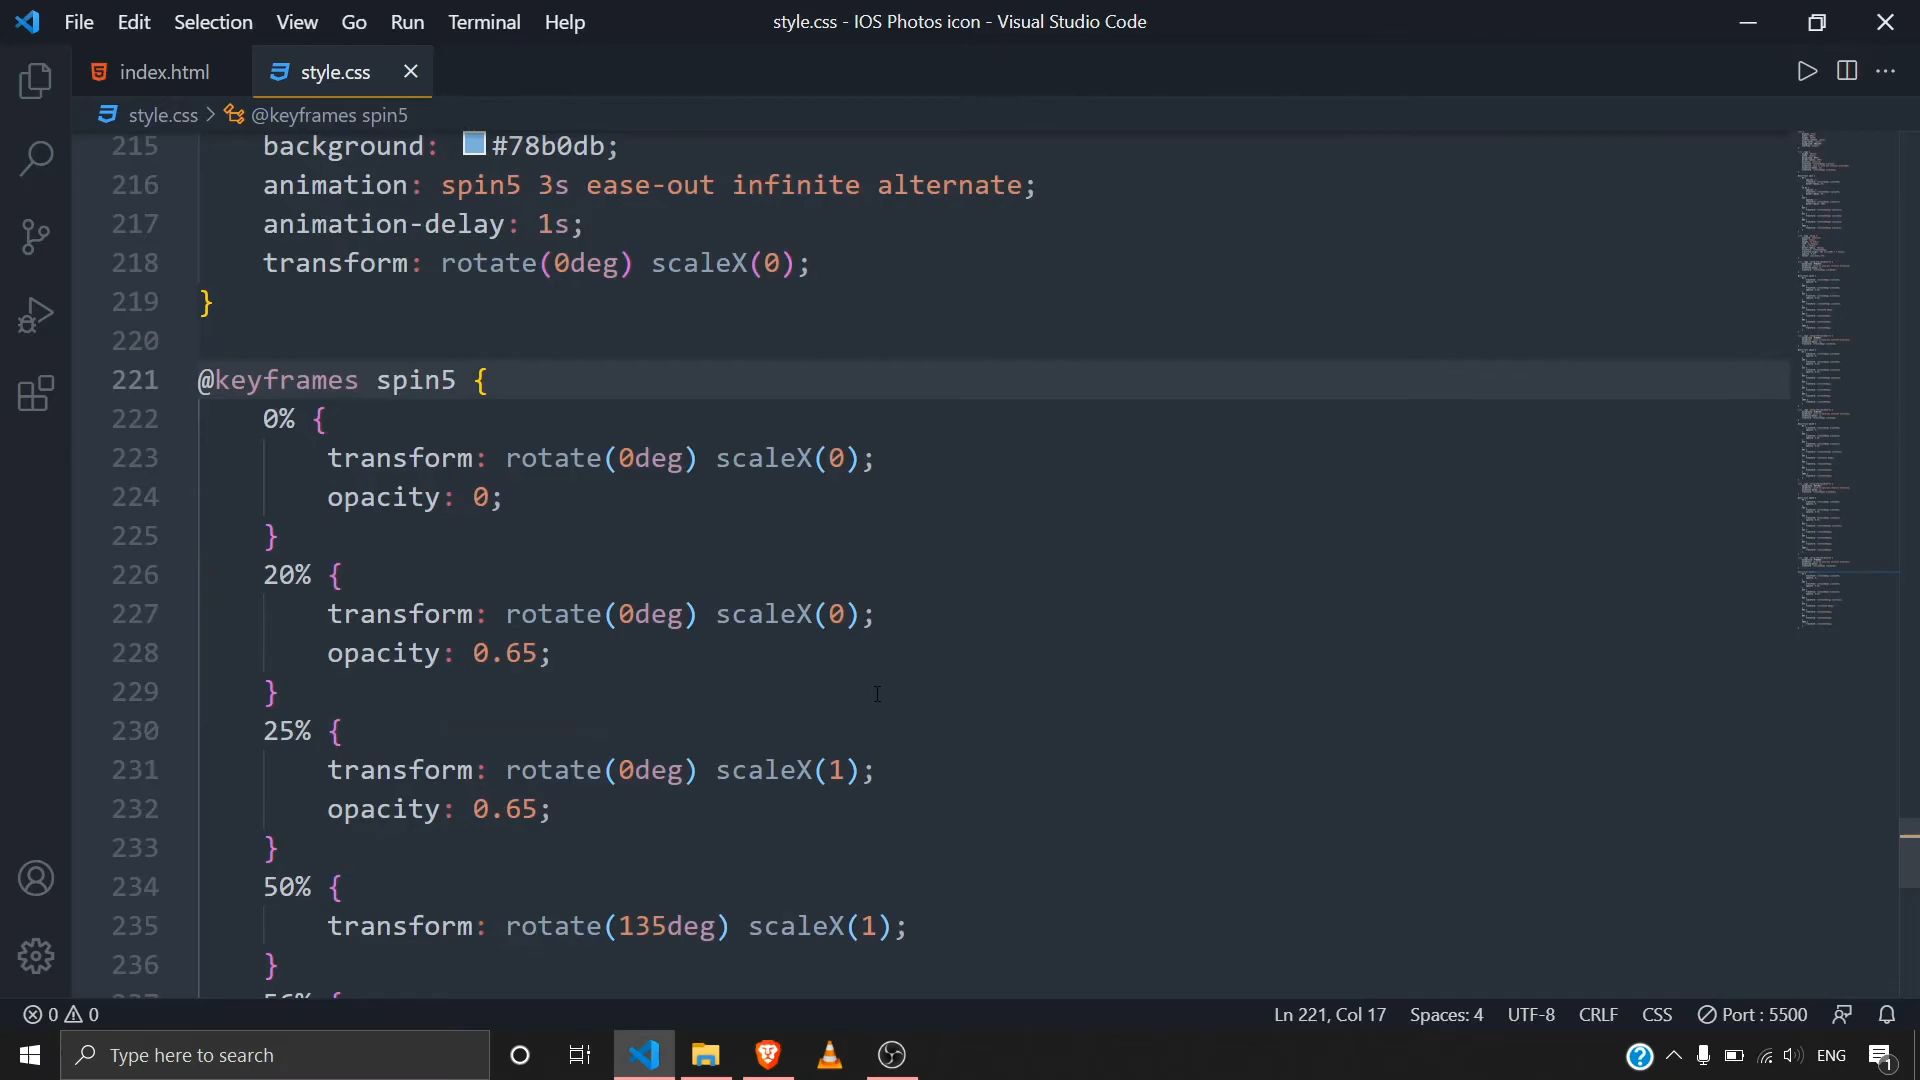 File Edit Selection View Go Run Terminal Help
style.css - IOS Photos icon - Visual Studio Code
index.html
style.css
style.css > @keyframes spin5
215 background: #78b0db;
216 animation: spin5 3s ease-out infinite alternate;
217 animation-delay: 1s;
218 transform: rotate(0deg) scaleX(0);
219 }
220
221 @keyframes spin5 {
222 0% {
223 transform: rotate(0deg) scaleX(0);
224 opacity: 0;
225 }
226 20% {
227 transform: rotate(0deg) scaleX(0);
228 opacity: 0.65;
229 }
230 25% {
231 transform: rotate(0deg) scaleX(1);
232 opacity: 0.65;
233 }
234 50% {
235 transform: rotate(135deg) scaleX(1);
236 }
0 0
Ln 221, Col 17 Spaces: 4 UTF-8 CRLF CSS Port : 5500
Type here to search
ENG
1